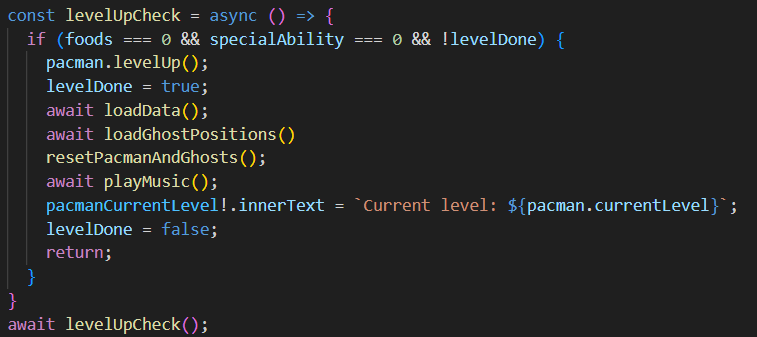 const levelUpCheck = async () => {
  if (foods === 0 && specialAbility === 0 && !levelDone) {
    pacman.levelUp();
    levelDone = true;
    await loadData();
    await loadGhostPositions()
    resetPacmanAndGhosts();
    await playMusic();
    pacmanCurrentLevel!.innerText = `Current level: ${pacman.currentLevel}`;
    levelDone = false;
    return;
  }
}
await levelUpCheck();